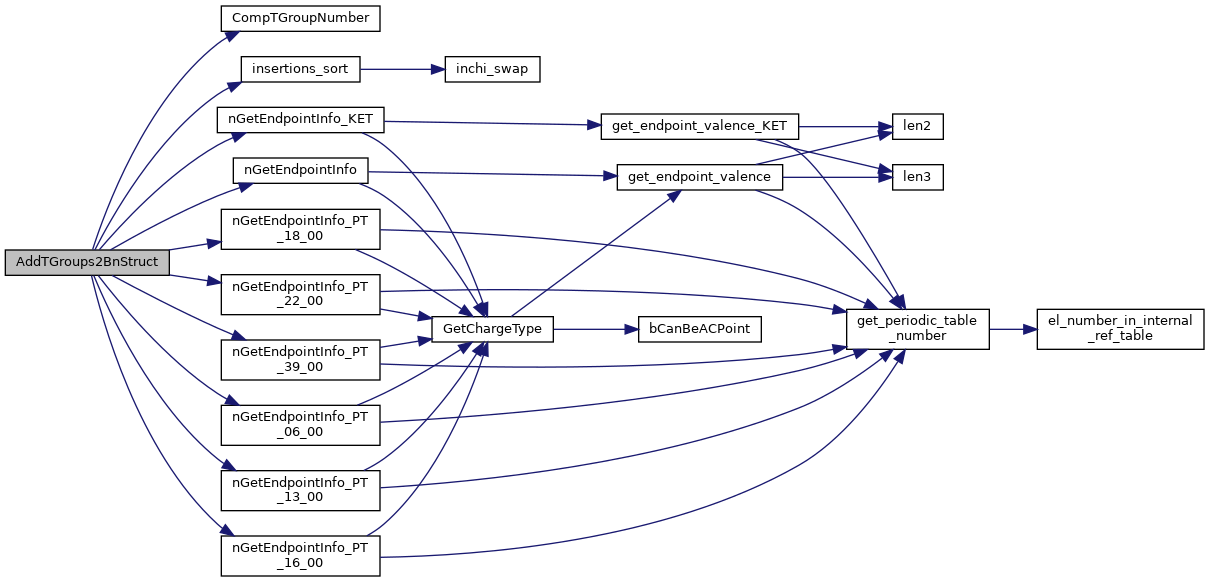 CompTGroupNumber
insertions_sort
inchi_swap
nGetEndpointInfo_KET
get_endpoint_valence_KET
len2
nGetEndpointInfo
get_endpoint_valence
len3
nGetEndpointInfo_PT
_18_00
AddTGroups2BnStruct
nGetEndpointInfo_PT
_22_00
GetChargeType
bCanBeACPoint
get_periodic_table
_number
el_number_in_internal
_ref_table
nGetEndpointInfo_PT
_39_00
nGetEndpointInfo_PT
_06_00
nGetEndpointInfo_PT
_13_00
nGetEndpointInfo_PT
_16_00